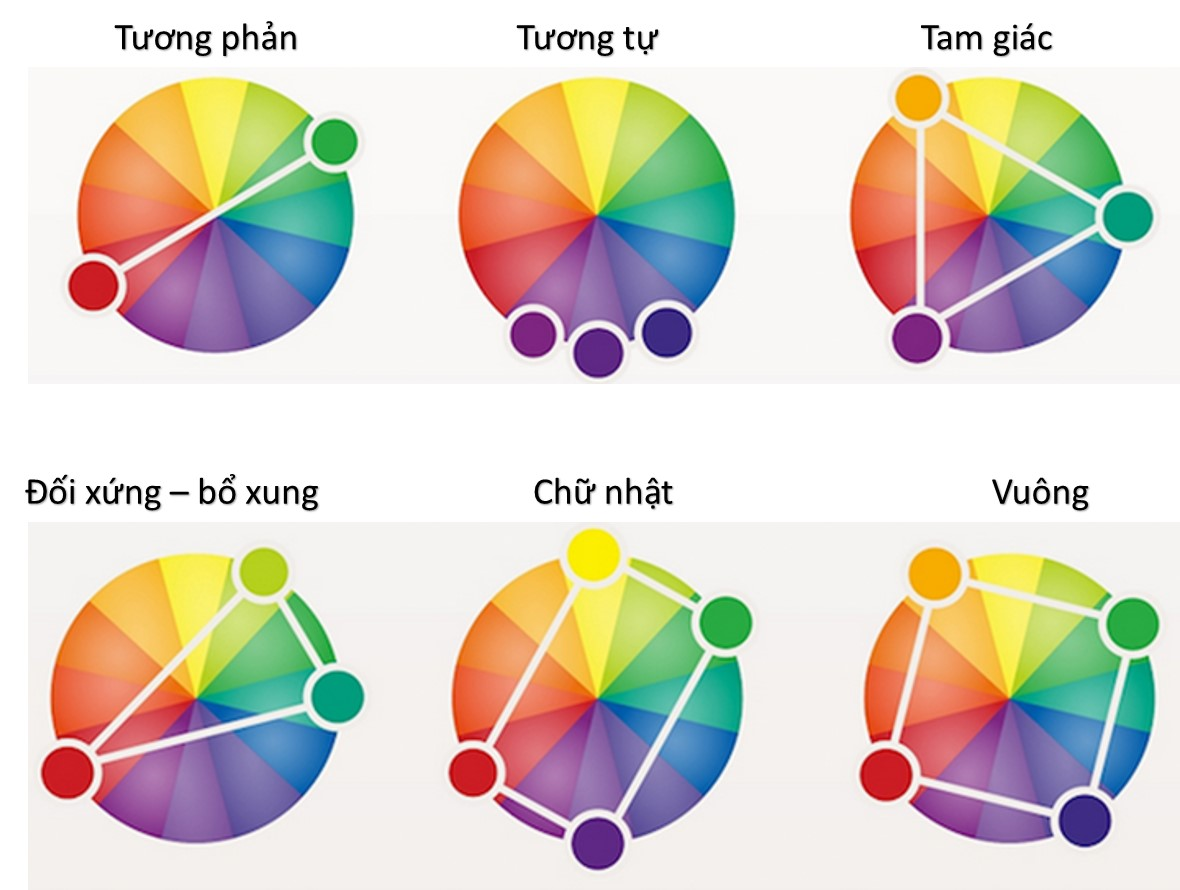 Tương phản
Tương tự
Tam giác
Đối xứng – bổ xung
Chữ nhật
Vuông